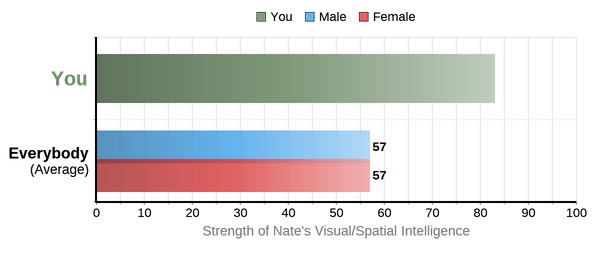 You Male Female
You
57
Everybody
(Average)
57
0 10 20 30 40 50 60 70 80 90 100
Strength of Nate's Visual/Spatial Intelligence